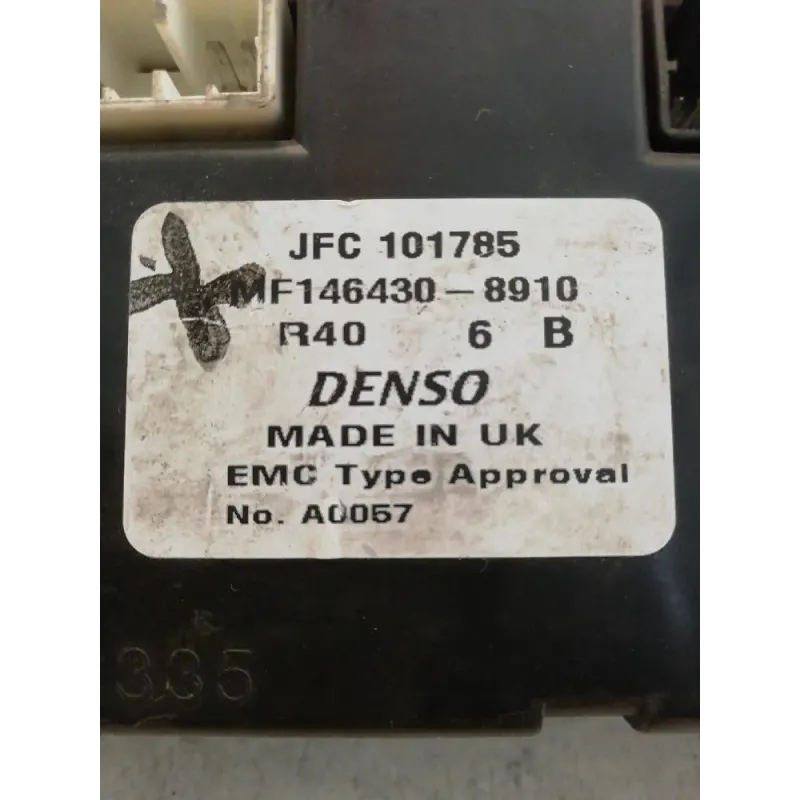 JFC 101785
MF146430-8910
R40 6 B
DENSO
MADE IN UK
EMC Type Approval
No. A0057
335